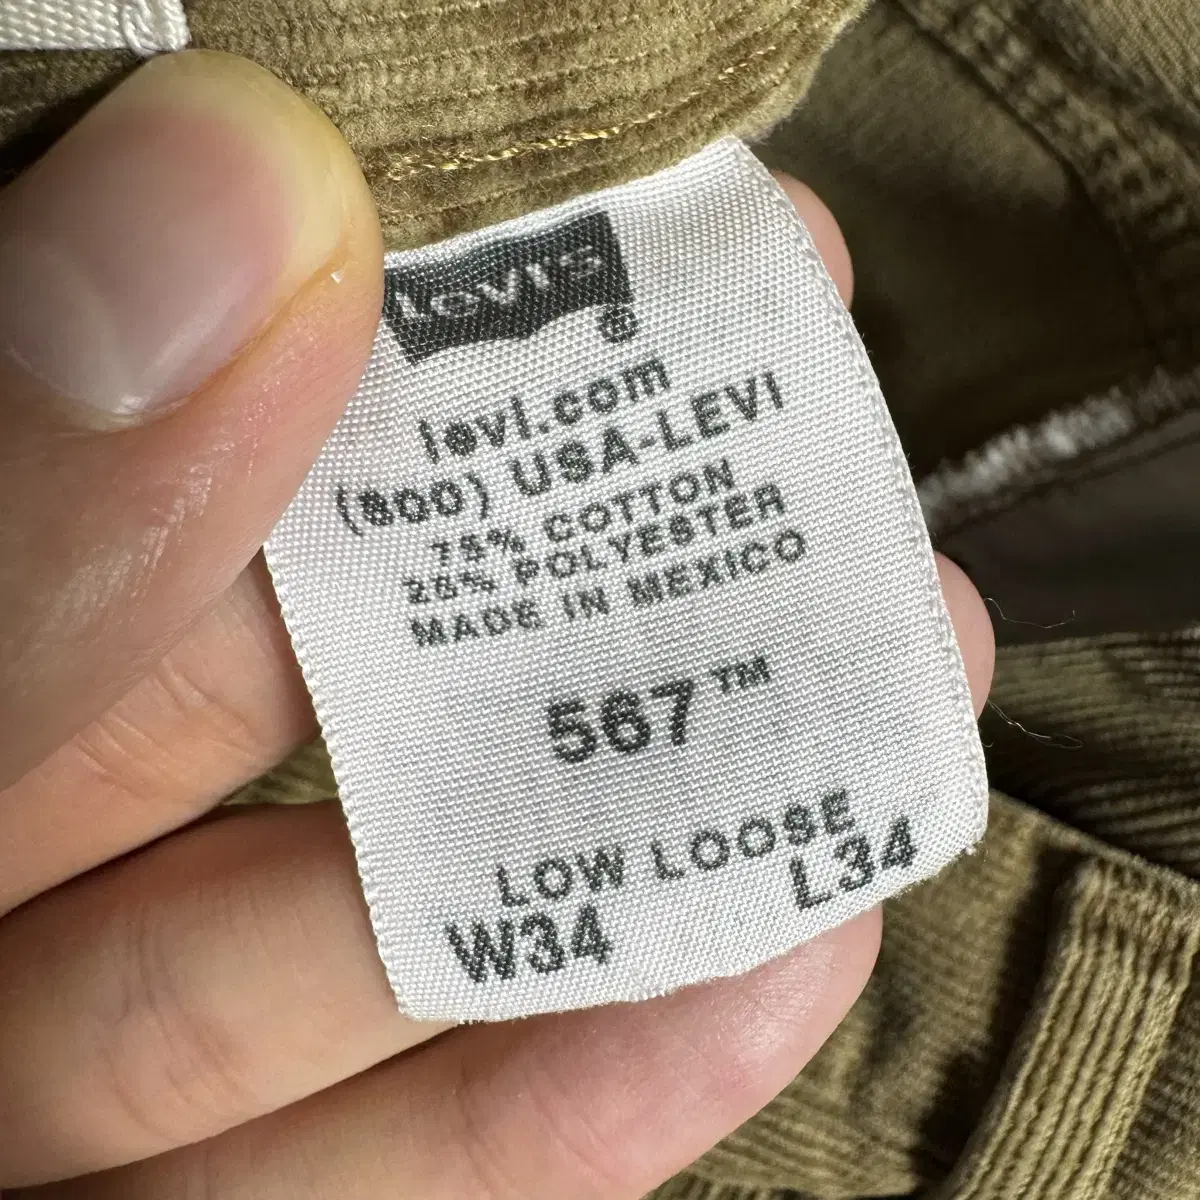 Levi's
®
levi.com
(800) USA-LEVI
75% COTTON
25% POLYESTER
MADE IN MEXICO
567™
LOW LOOSE
W34 L34